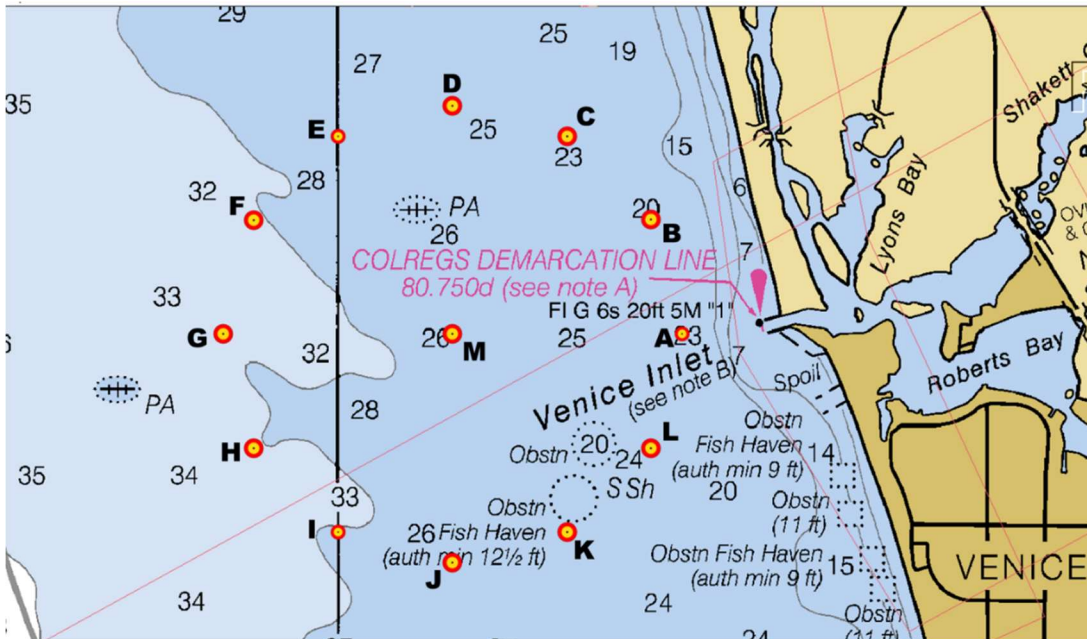 29
25
19
27
35
D
25
E
C
23
15
Shakett
28
32
F
PA
6
20
B
Lyons Bay
26
7
COLREGS DEMARCATION LINE
80.750d (see note A)
33
Fl G 6s 20ft 5M "1"
G
26
M
25
A
23
32
7
Roberts Bay
Venice Inlet
(see note B)
Spoil
PA
28
Obstn
Fish Haven
(auth min 9 ft)
14
H
20
L
Obstn
24
35
34
S Sh
33
Obstn
20
Obstn
(11 ft)
I
26
Fish Haven
(auth min 12½ ft)
K
J
Obstn Fish Haven
(auth min 9 ft)
15
VENICE
34
24
Obstn
(11 ft)
24